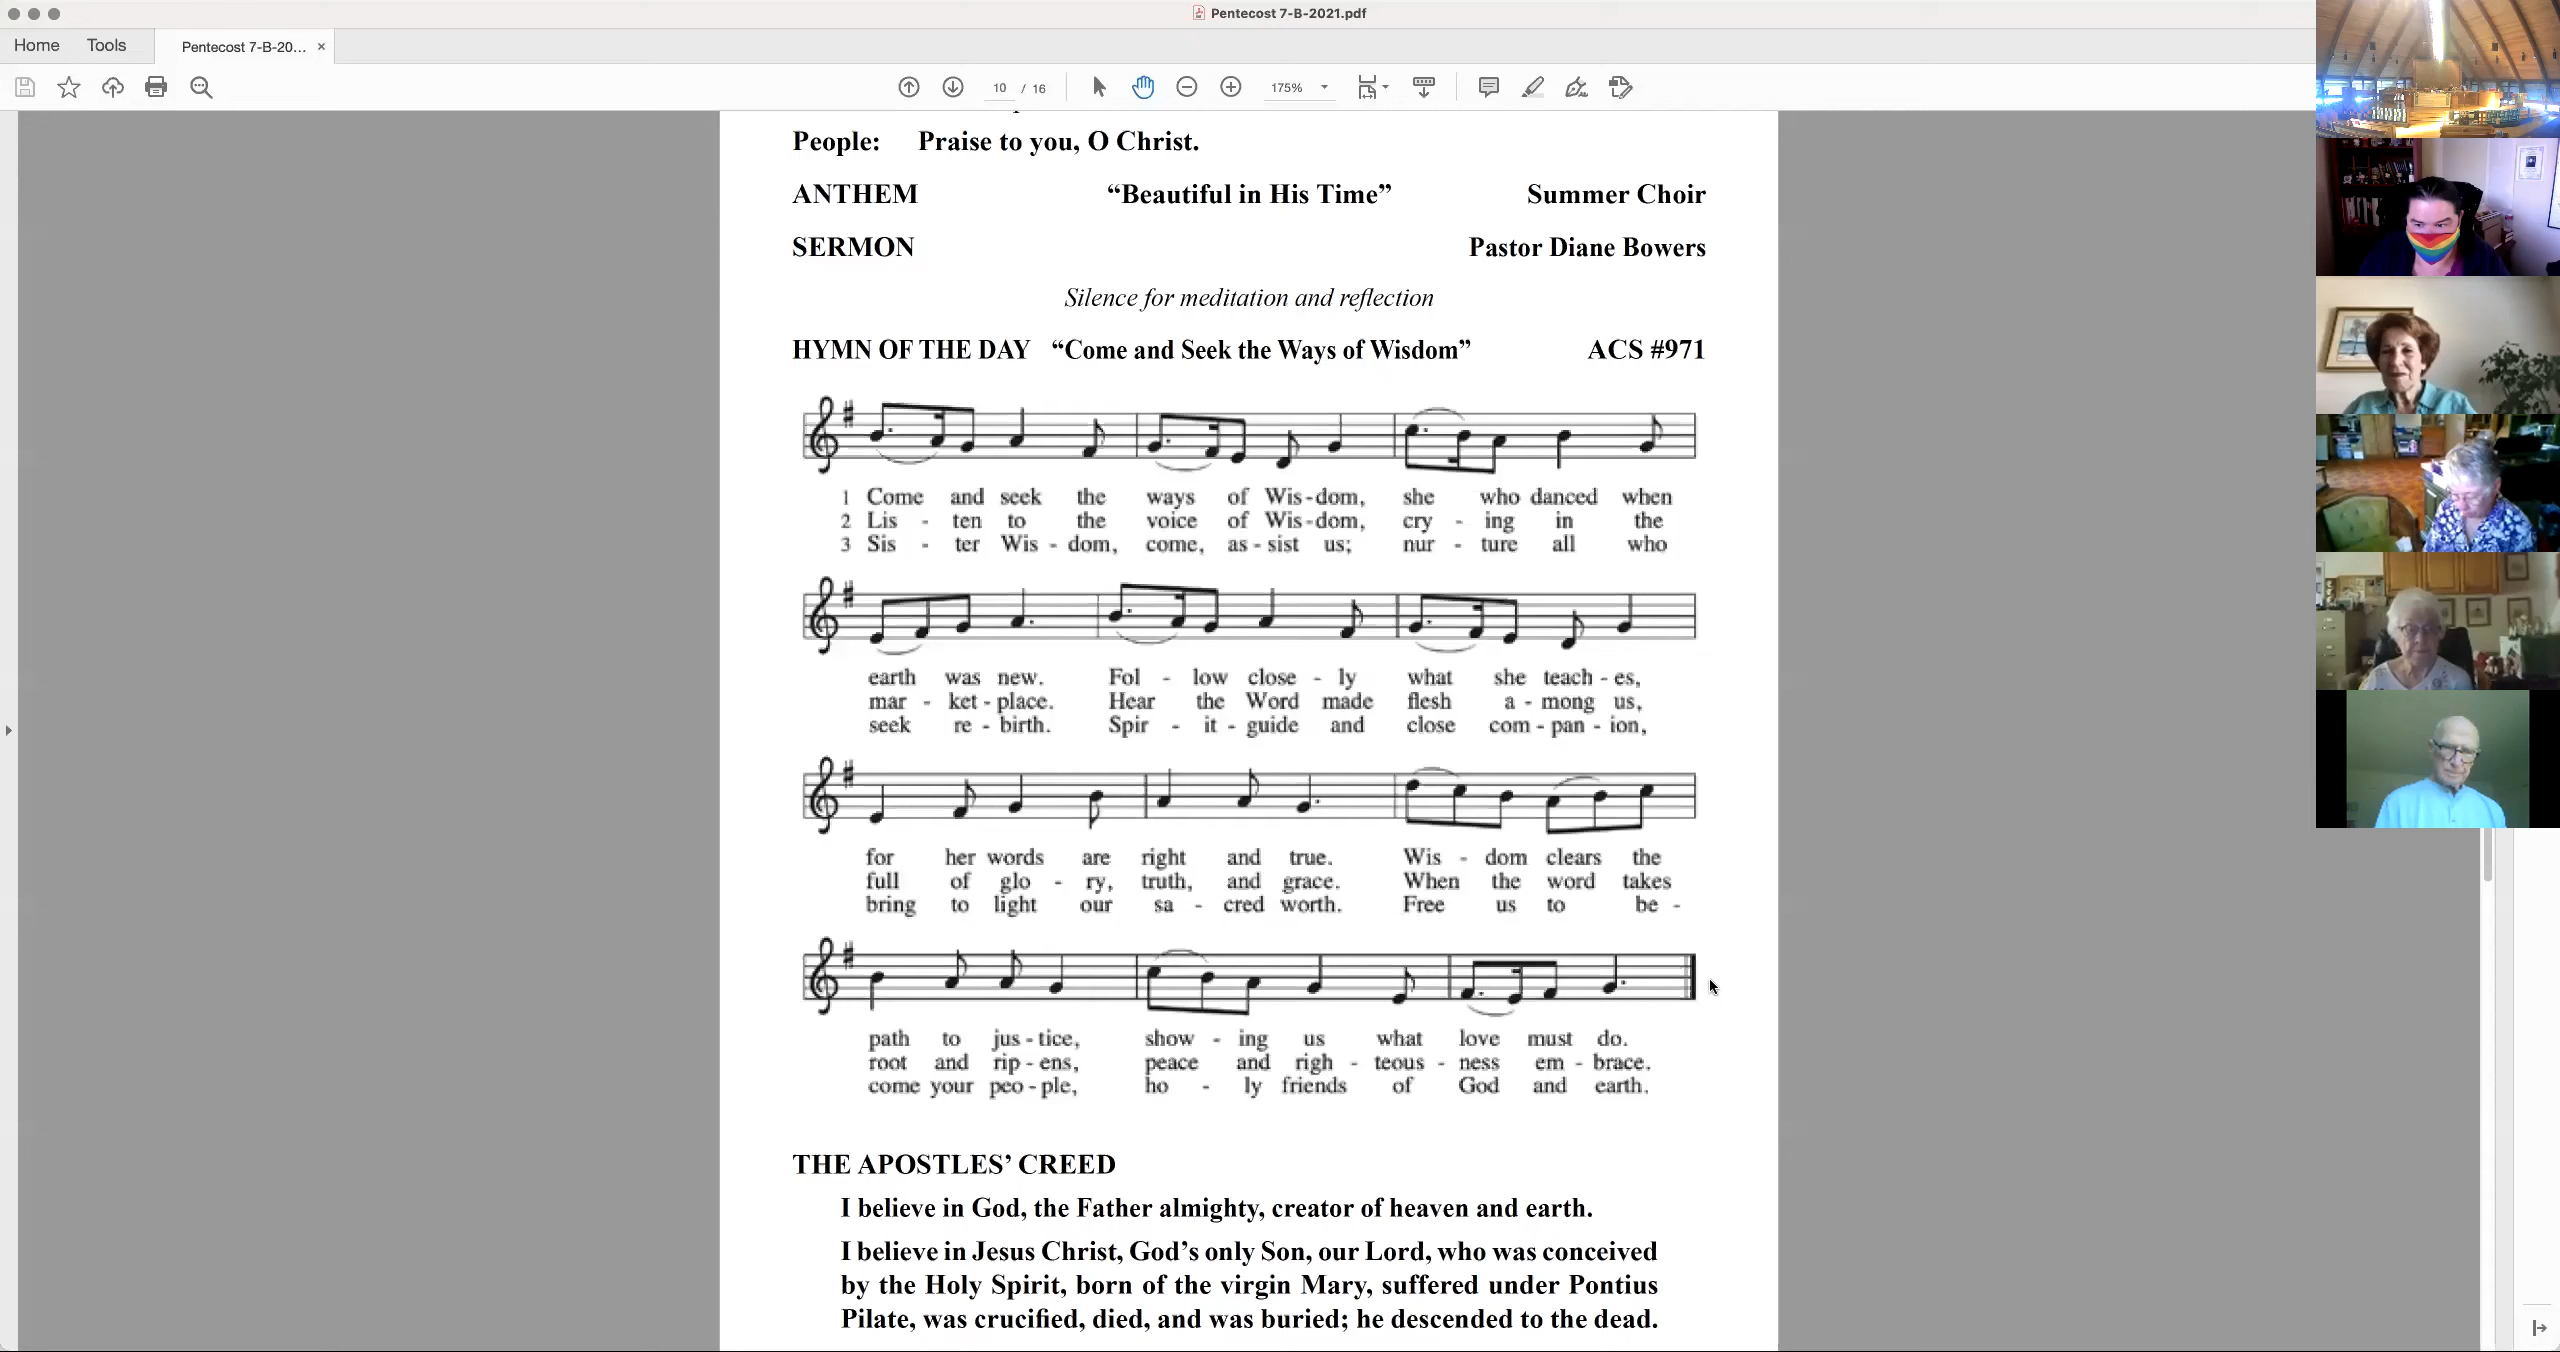 Pentecost 7-B-2021.pdf
Home Tools Pentecost 7-B-20... ×
10 / 16 175%
People: Praise to you, O Christ.
ANTHEM “Beautiful in His Time” Summer Choir
SERMON Pastor Diane Bowers
Silence for meditation and reflection
HYMN OF THE DAY “Come and Seek the Ways of Wisdom” ACS #971
1 Come and seek the ways of Wis-dom, she who danced when
2 Lis - ten to the voice of Wis-dom, cry - ing in the
3 Sis - ter Wis - dom, come, as-sist us; nur - ture all who
earth was new. Fol - low close - ly what she teach-es,
mar - ket-place. Hear the Word made flesh a - mong us,
seek re - birth. Spir - it - guide and close com-pan-ion,
for her words are right and true. Wis - dom clears the
full of glo - ry, truth, and grace. When the word takes
bring to light our sa - cred worth. Free us to be -
path to jus-tice, show - ing us what love must do.
root and rip-ens, peace and righ - teous - ness em - brace.
come your peo-ple, ho - ly friends of God and earth.
THE APOSTLES’ CREED
I believe in God, the Father almighty, creator of heaven and earth.
I believe in Jesus Christ, God’s only Son, our Lord, who was conceived
by the Holy Spirit, born of the virgin Mary, suffered under Pontius
Pilate, was crucified, died, and was buried; he descended to the dead.